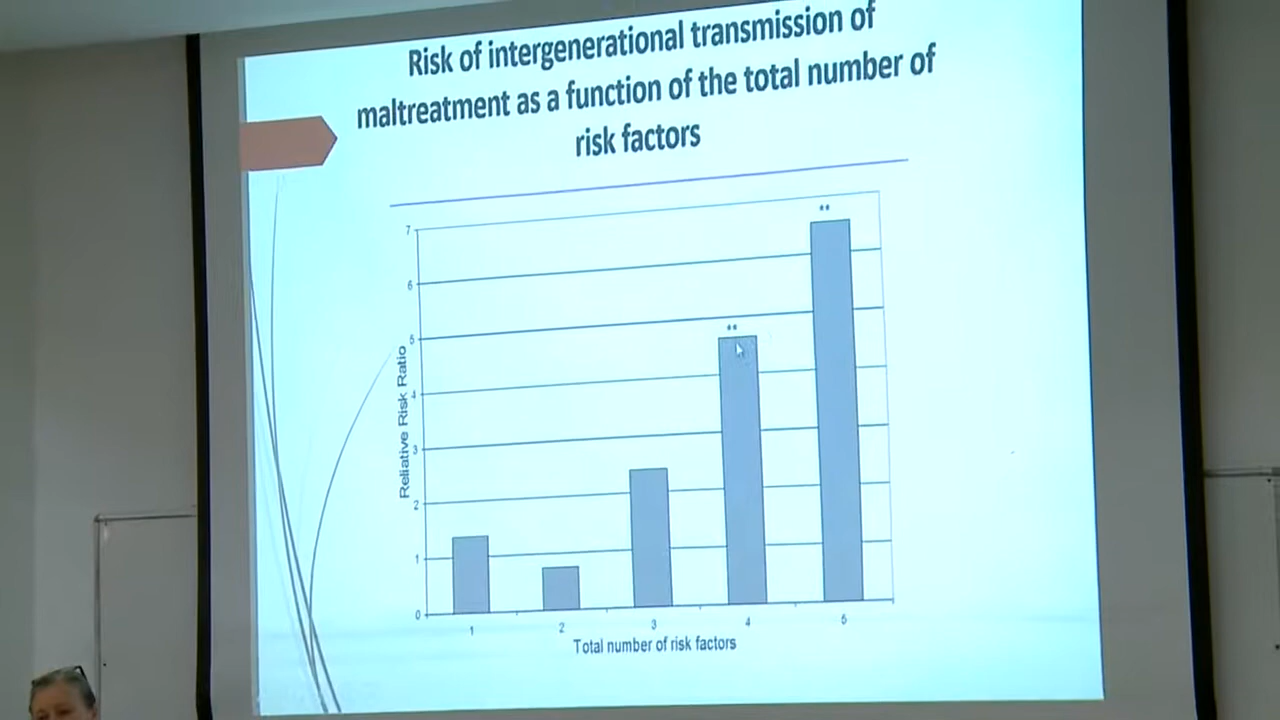 Risk of intergenerational transmission of
maltreatment as a function of the total number of
risk factors
7
6
5
4
3
2
1
0
Reliative Risk Ratio
**
**
1 2 3 4 5
Total number of risk factors